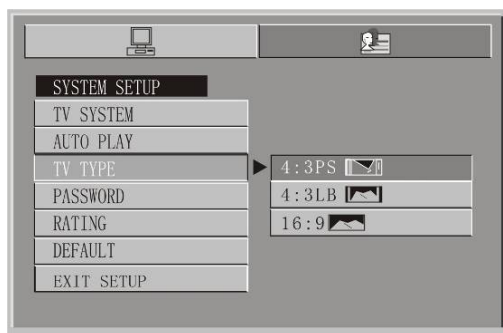 SYSTEM SETUP
TV SYSTEM
AUTO PLAY
TV TYPE
4:3PS
PASSWORD
4:3LB
RATING
16:9
DEFAULT
EXIT SETUP